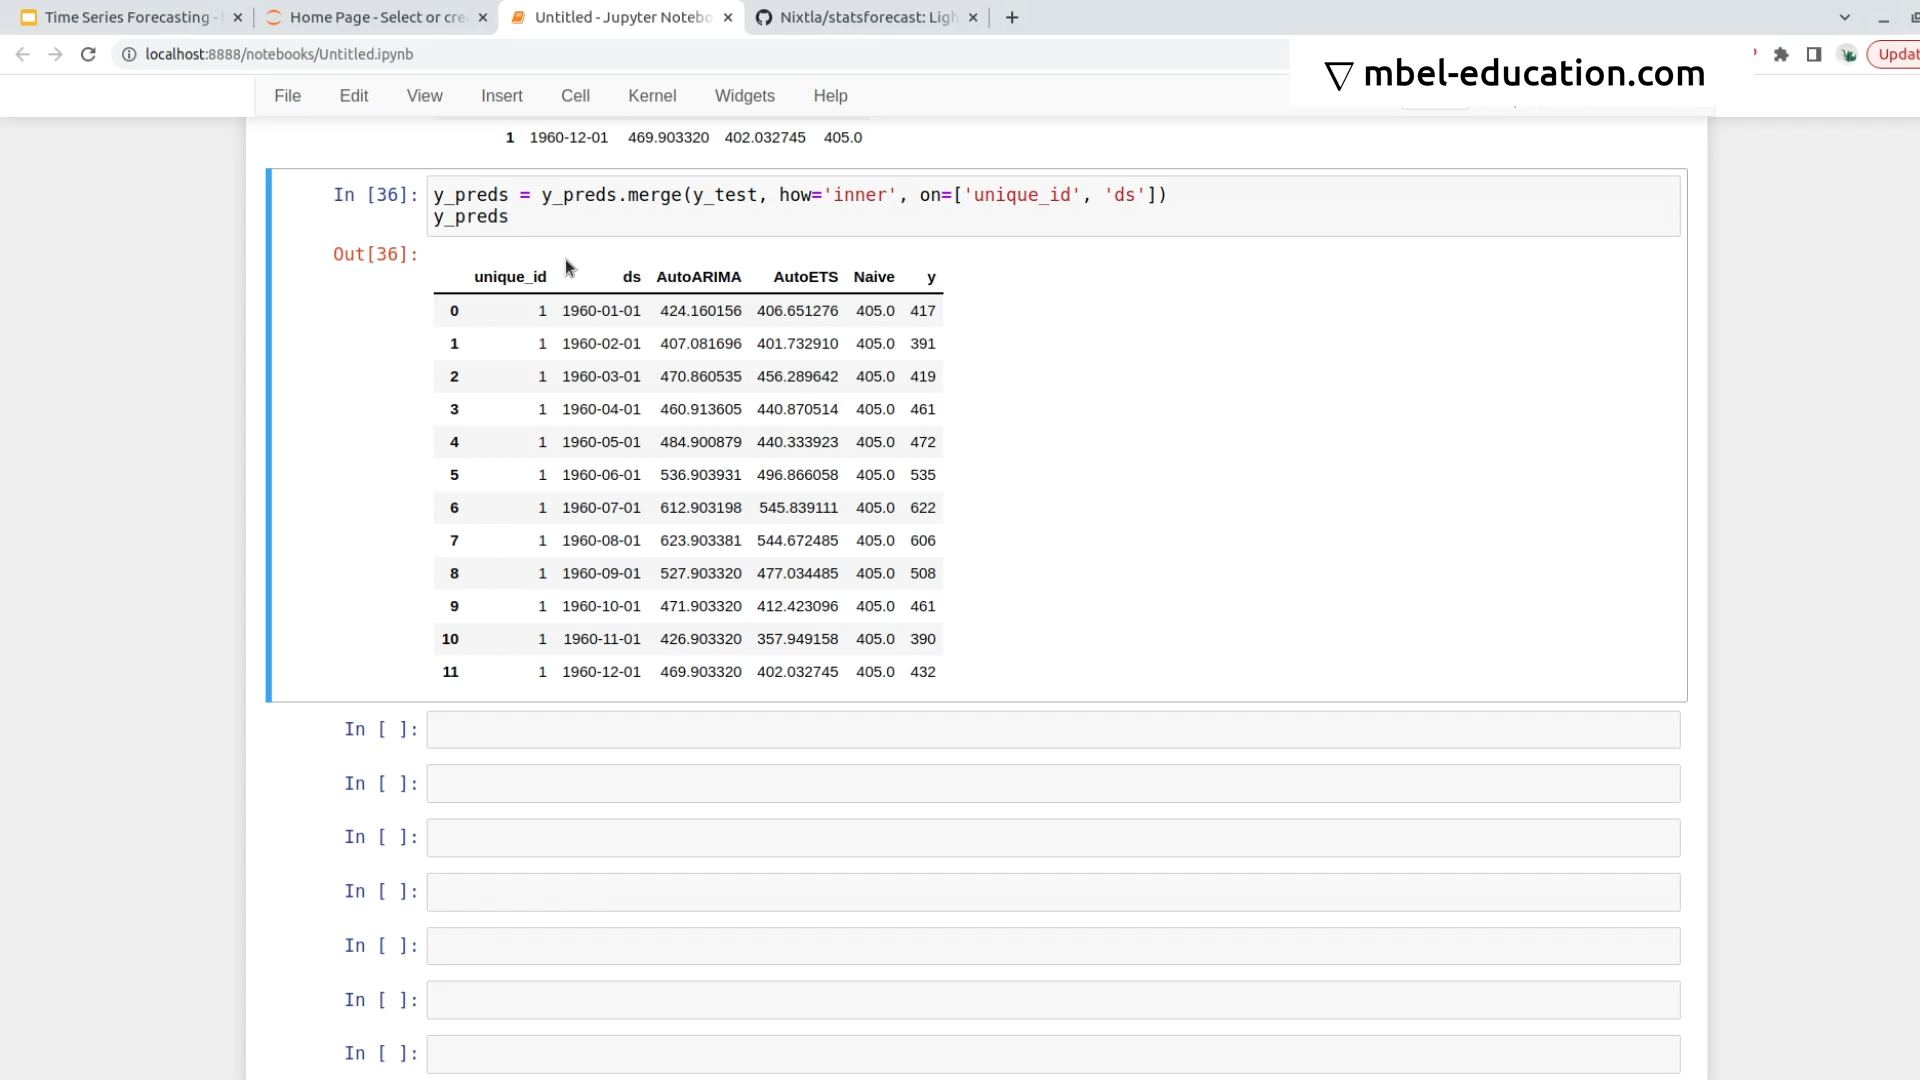 Time Series Forecasting -
Home Page - Select or cre
Untitled - Jupyter Notebo
Nixtla/statsforecast: Ligh
localhost:8888/notebooks/Untitled.ipynb
Updat
▽ mbel-education.com
File Edit View Insert Cell Kernel Widgets Help
1 1960-12-01 469.903320 402.032745 405.0
In [36]: y_preds = y_preds.merge(y_test, how='inner', on=['unique_id', 'ds'])
y_preds
Out[36]:
unique_id ds AutoARIMA AutoETS Naive y
0 1 1960-01-01 424.160156 406.651276 405.0 417
1 1 1960-02-01 407.081696 401.732910 405.0 391
2 1 1960-03-01 470.860535 456.289642 405.0 419
3 1 1960-04-01 460.913605 440.870514 405.0 461
4 1 1960-05-01 484.900879 440.333923 405.0 472
5 1 1960-06-01 536.903931 496.866058 405.0 535
6 1 1960-07-01 612.903198 545.839111 405.0 622
7 1 1960-08-01 623.903381 544.672485 405.0 606
8 1 1960-09-01 527.903320 477.034485 405.0 508
9 1 1960-10-01 471.903320 412.423096 405.0 461
10 1 1960-11-01 426.903320 357.949158 405.0 390
11 1 1960-12-01 469.903320 402.032745 405.0 432
In [ ]:
In [ ]:
In [ ]:
In [ ]:
In [ ]:
In [ ]:
In [ ]: